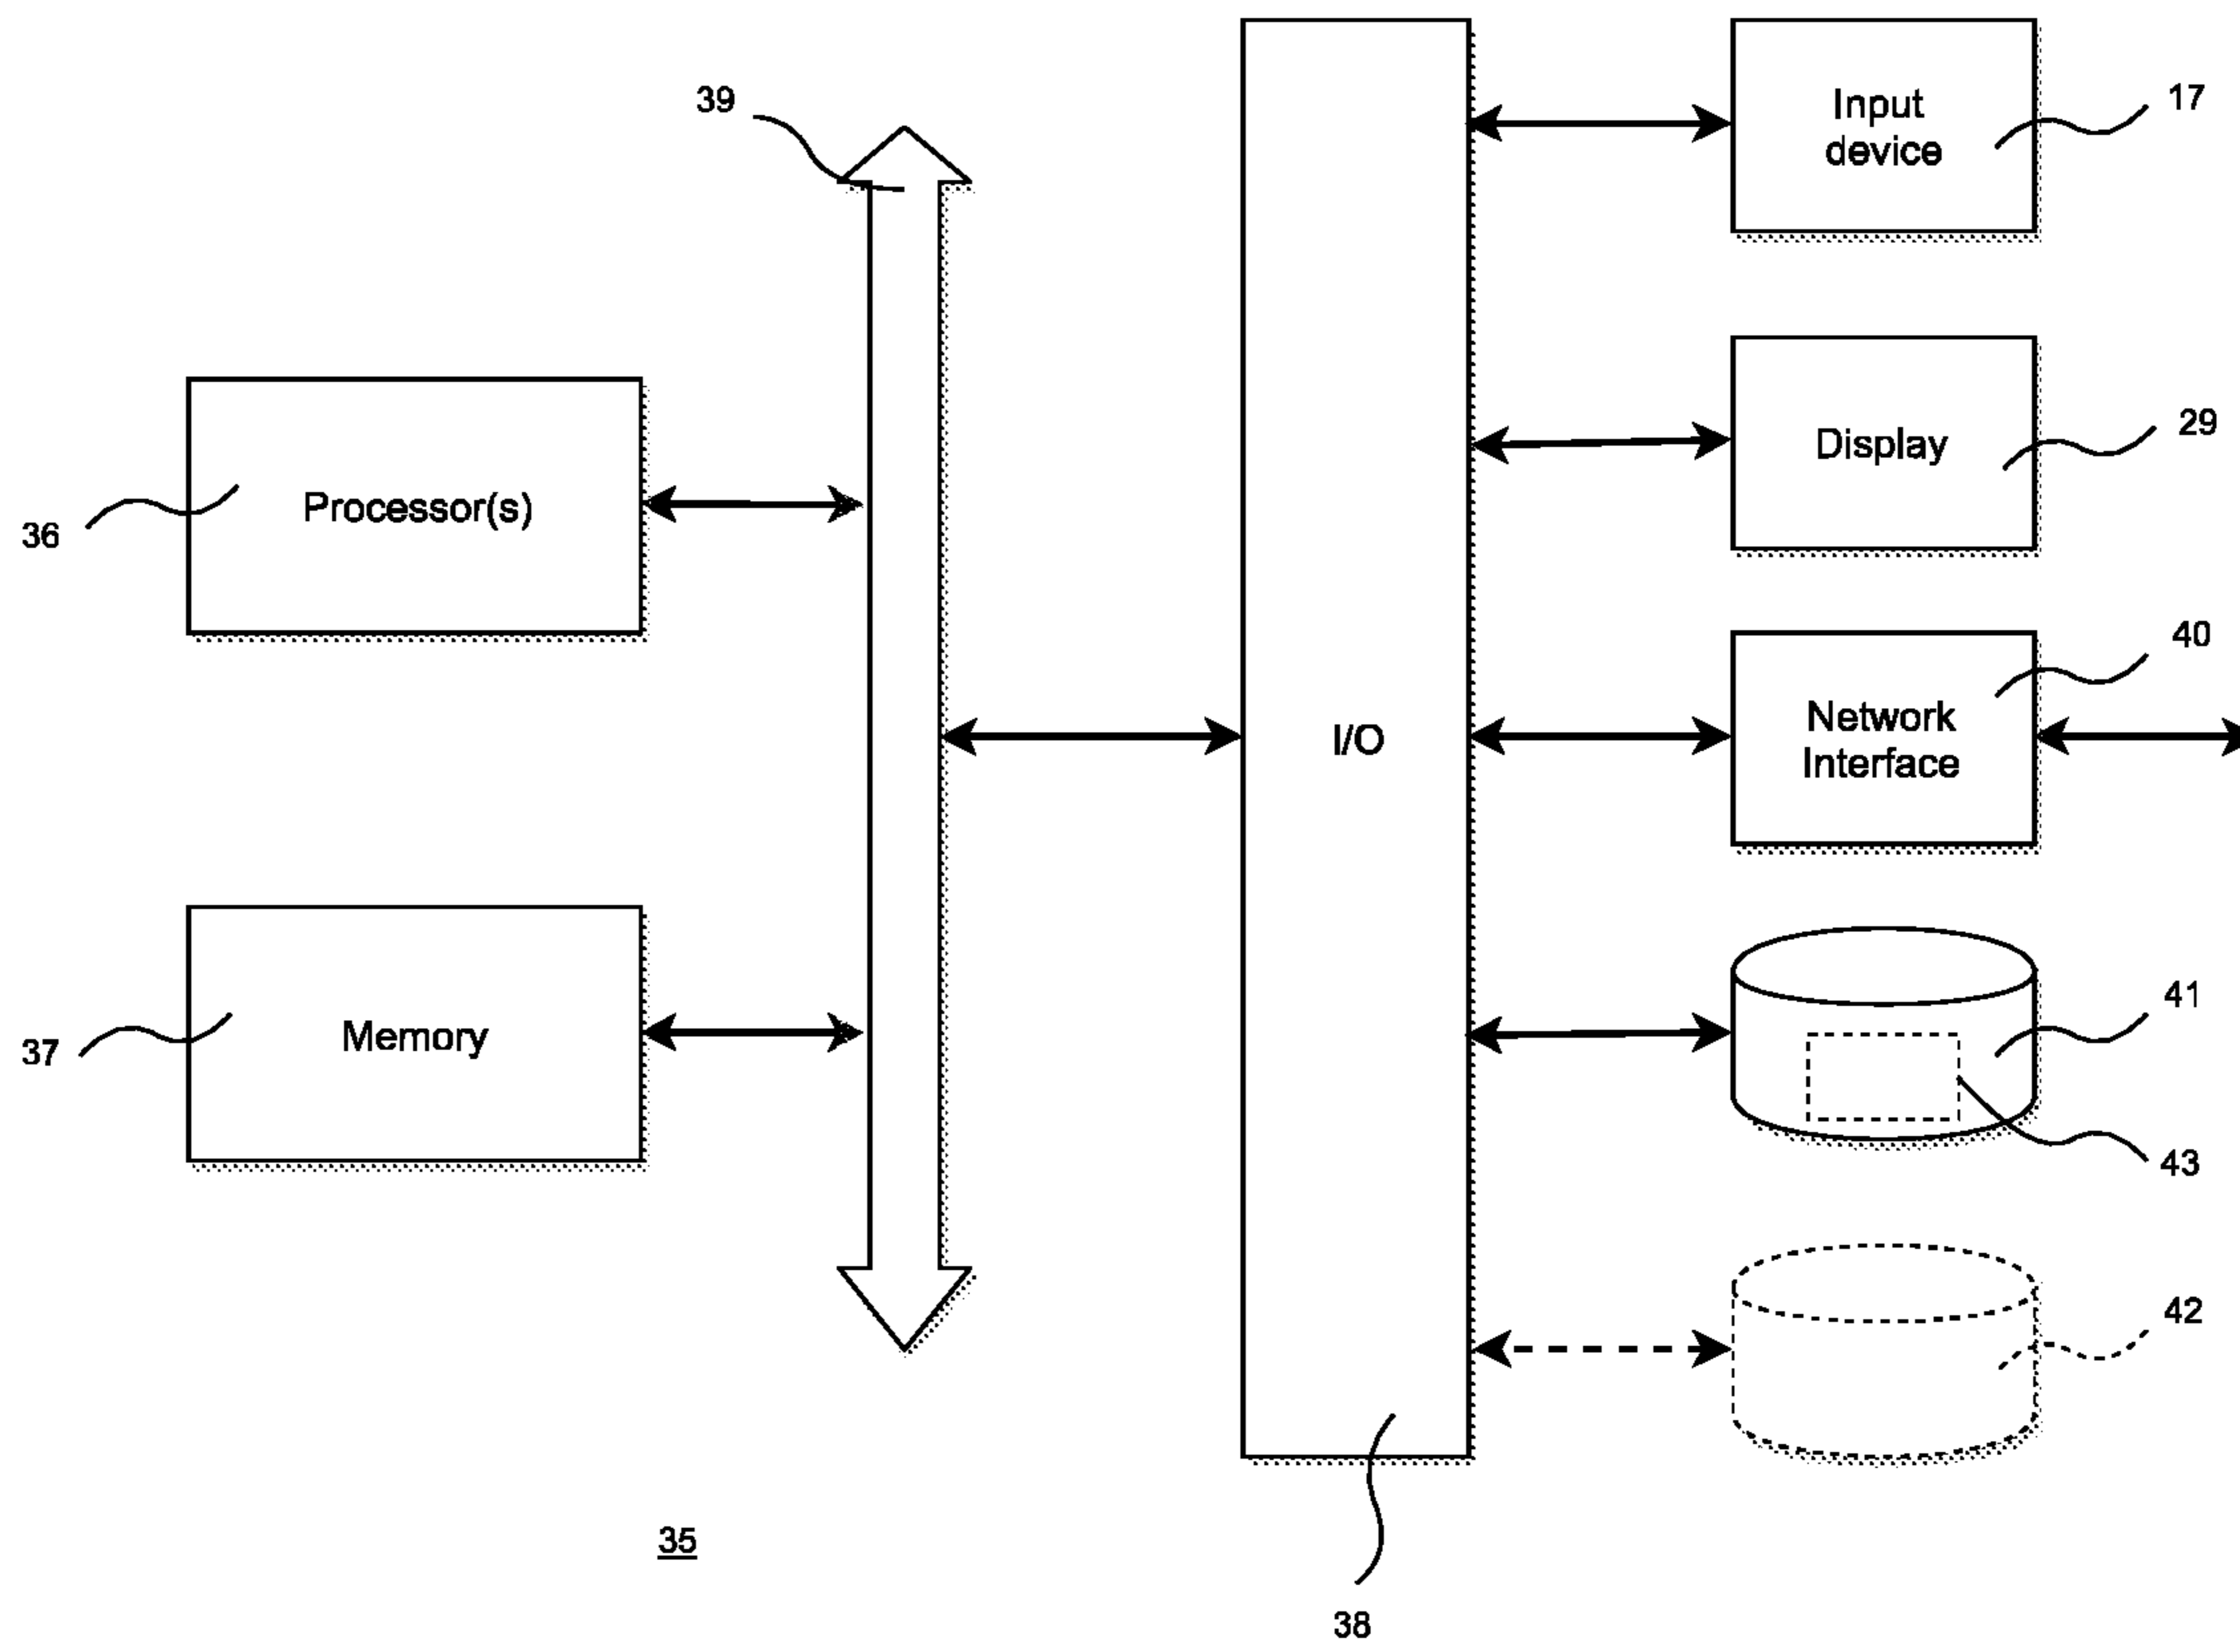 39
Input
device
17
Display
29
Processor(s)
36
40
Network
Interface
I/O
41
Memory
37
43
42
35
38